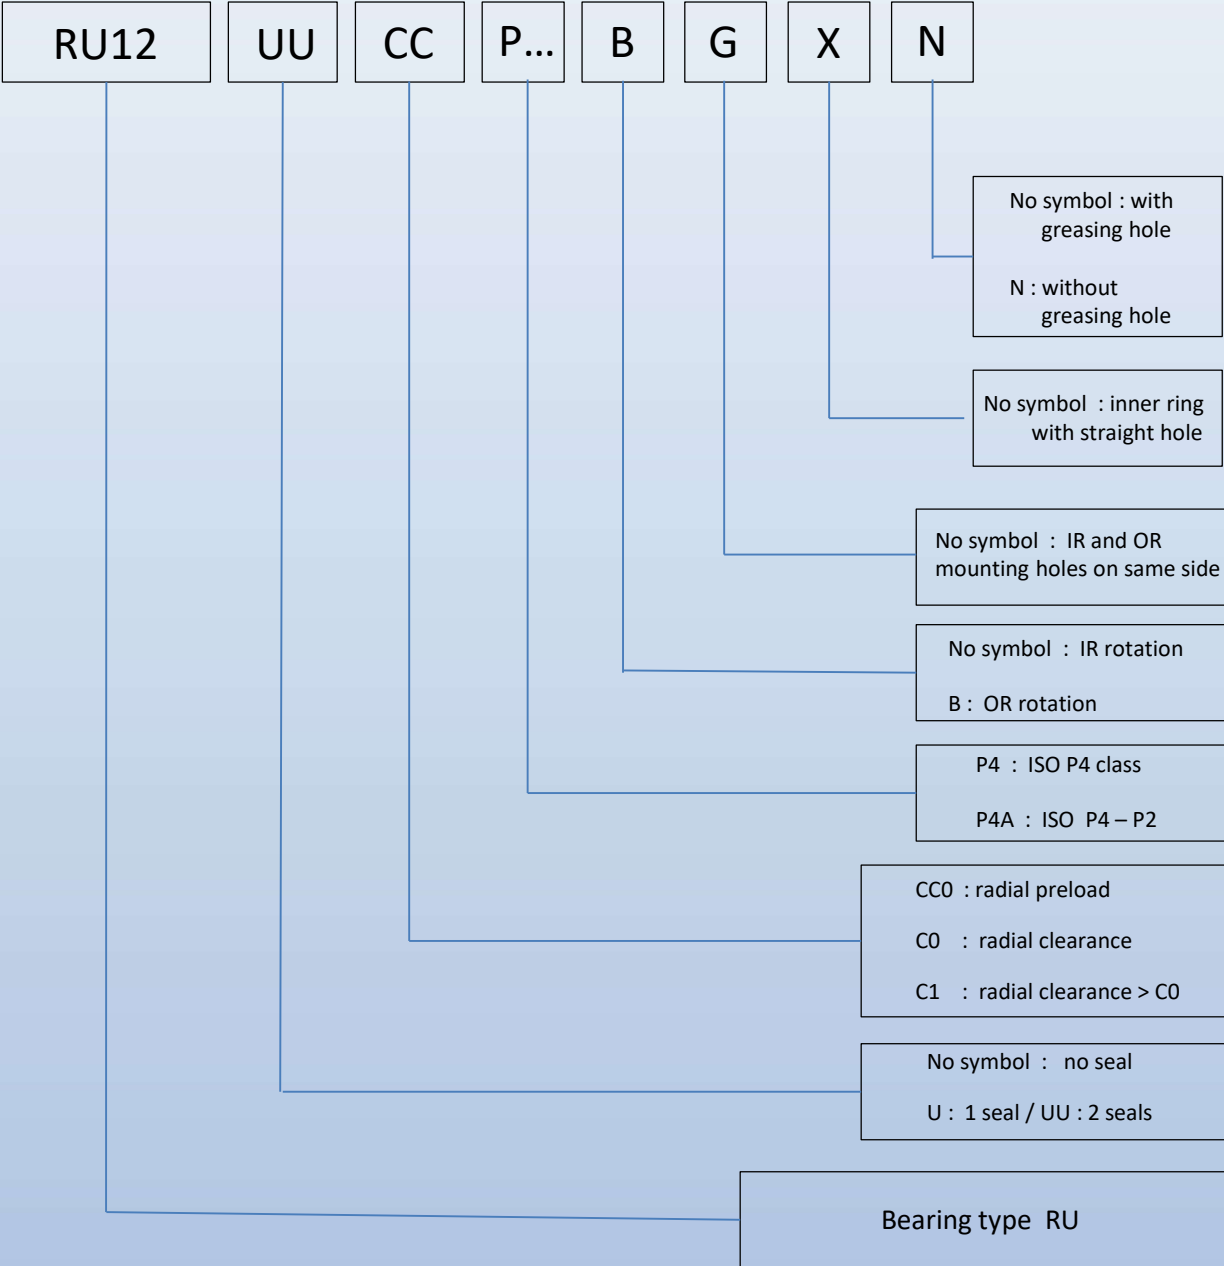 RU12 UU CC P... B G X N
No symbol : with
greasing hole
N : without
greasing hole
No symbol : inner ring
with straight hole
No symbol : IR and OR
mounting holes on same side
No symbol : IR rotation
B : OR rotation
P4 : ISO P4 class
P4A : ISO P4 – P2
CC0 : radial preload
C0 : radial clearance
C1 : radial clearance > C0
No symbol : no seal
U : 1 seal / UU : 2 seals
Bearing type RU